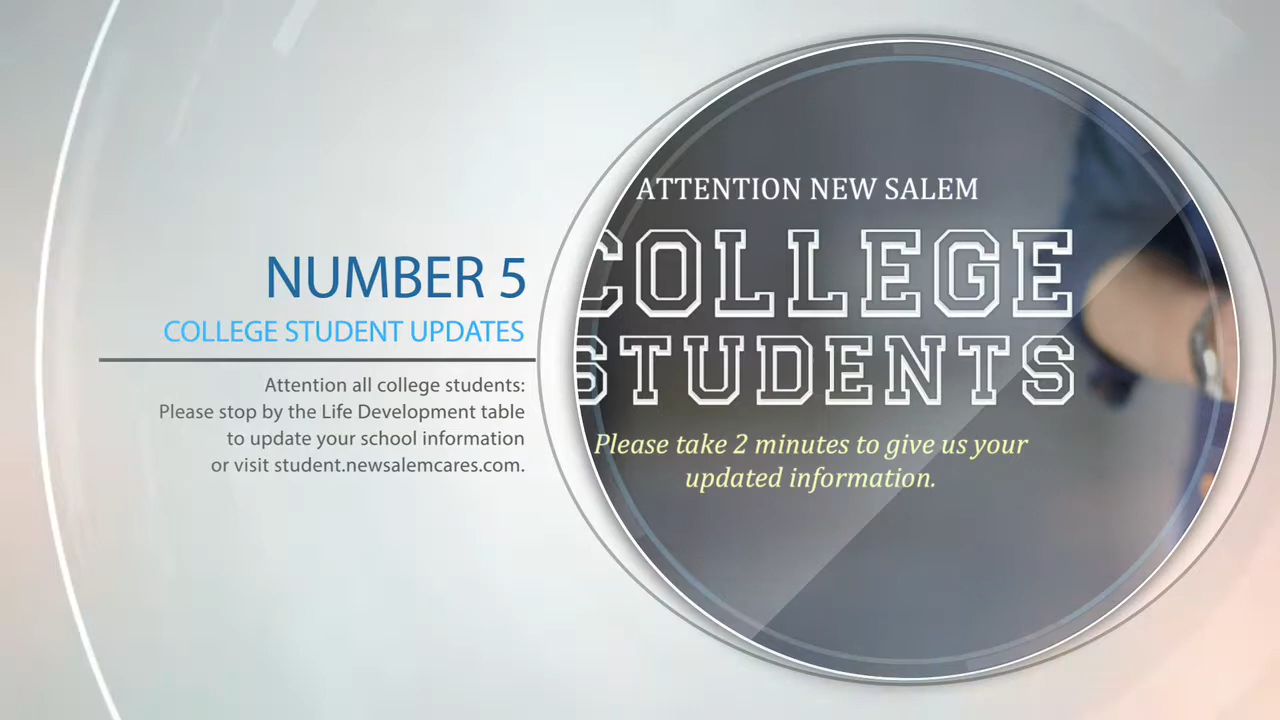 NUMBER 5
COLLEGE STUDENT UPDATES
Attention all college students:
Please stop by the Life Development table
to update your school information
or visit student.newsalemcares.com.
ATTENTION NEW SALEM
COLLEGE
STUDENTS
Please take 2 minutes to give us your
updated information.